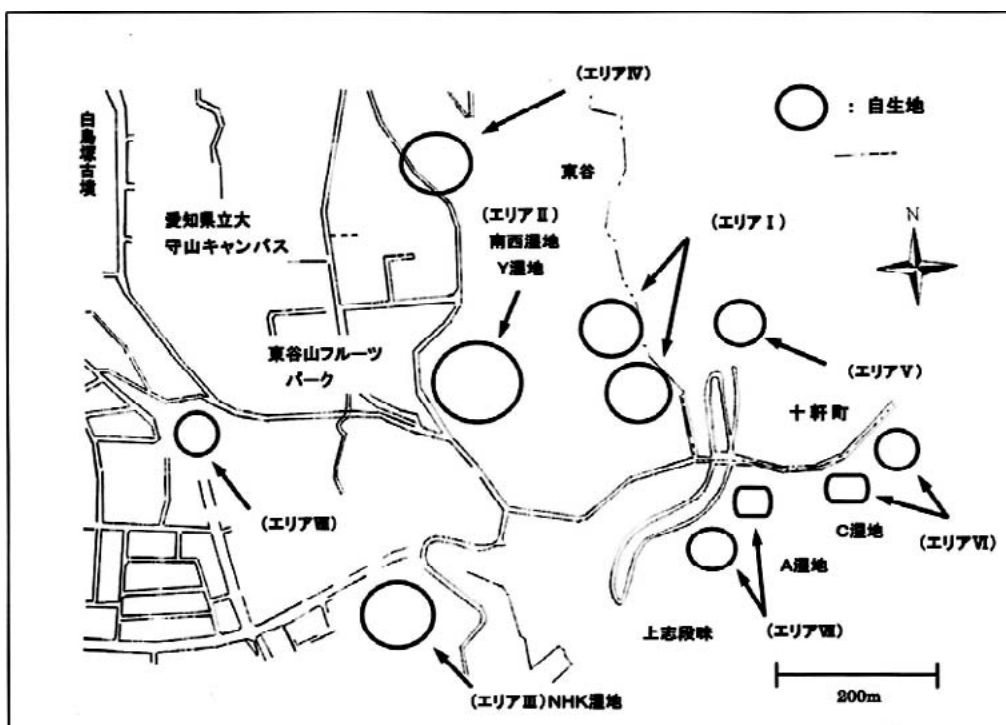 (エリアⅣ)
: 自生地
白鳥塚古墳
東谷
愛知県立大
守山キャンパス
(エリアⅡ)
南西湿地
Y湿地
(エリアⅠ)
N
東谷山フルーツ
パーク
(エリアⅤ)
十軒町
(エリアⅧ)
C湿地
(エリアⅥ)
A湿地
上志段味
(エリアⅦ)
(エリアⅢ)NHK湿地
200m